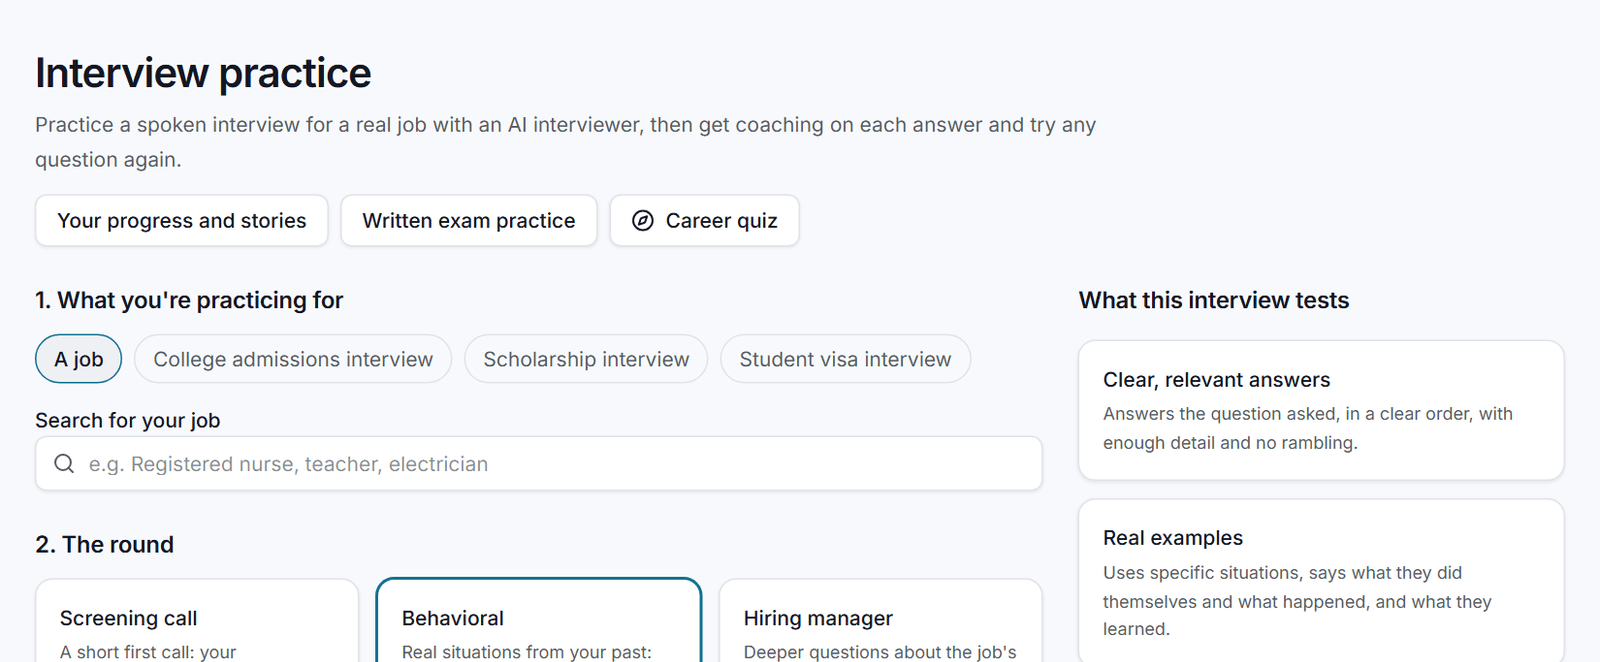 Interview practice
Practice a spoken interview for a real job with an AI interviewer, then get coaching on each answer and try any
question again.
Your progress and stories
Written exam practice
Career quiz
1. What you're practicing for
A job
College admissions interview
Scholarship interview
Student visa interview
Search for your job
e.g. Registered nurse, teacher, electrician
2. The round
Screening call
A short first call: your
Behavioral
Real situations from your past:
Hiring manager
Deeper questions about the job's
What this interview tests
Clear, relevant answers
Answers the question asked, in a clear order, with
enough detail and no rambling.
Real examples
Uses specific situations, says what they did
themselves and what happened, and what they
learned.